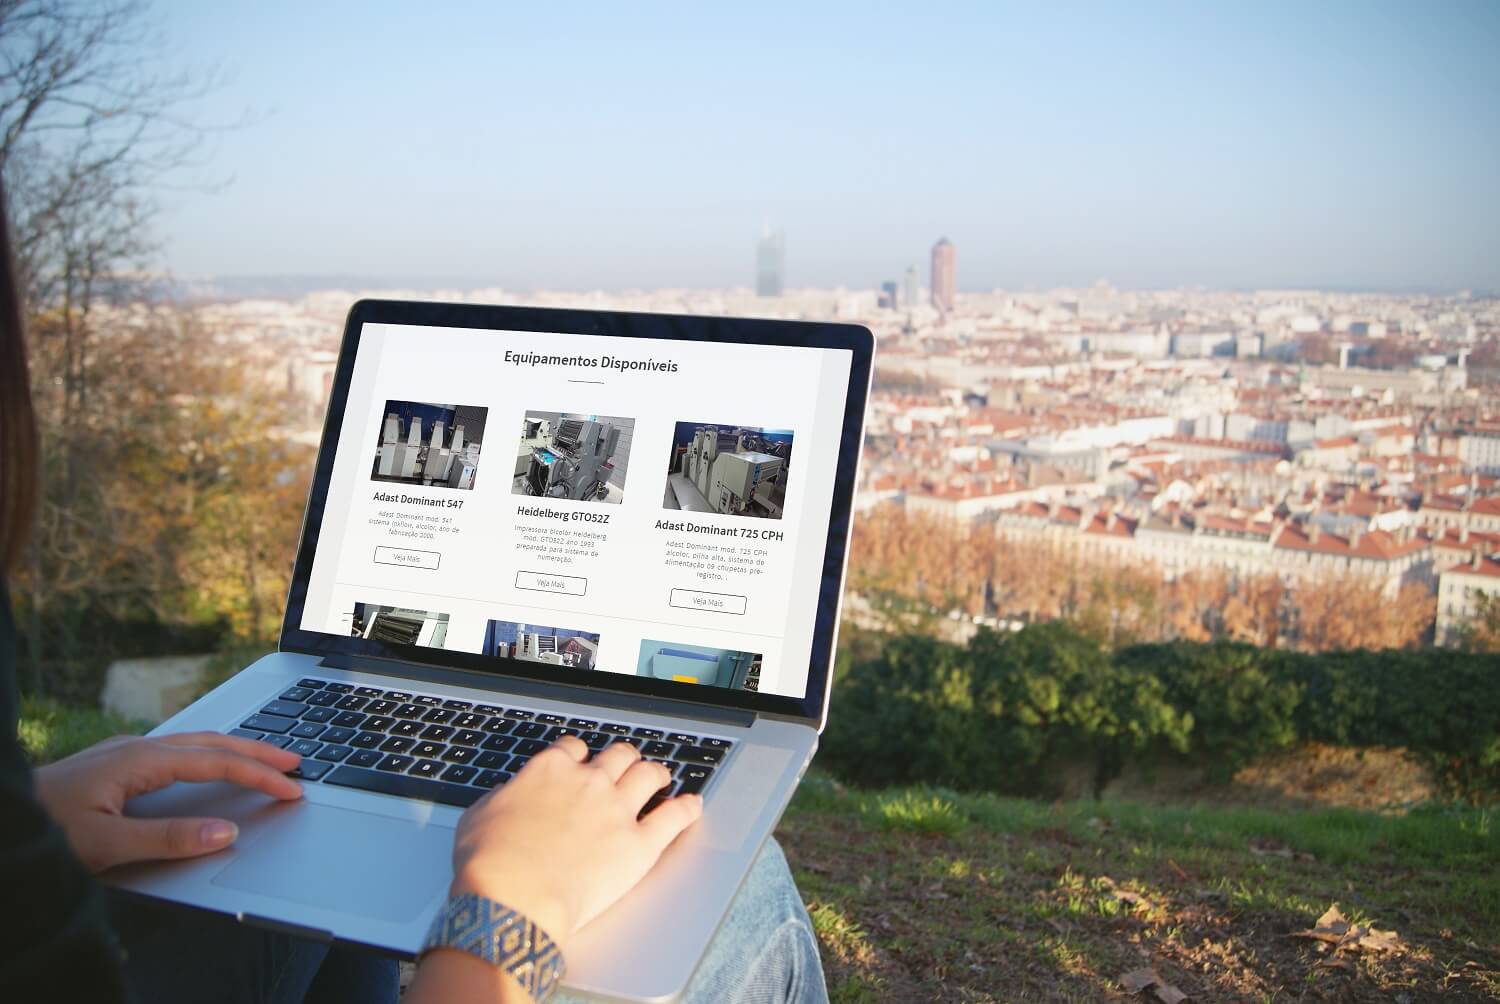 Equipamentos Disponíveis
Adast Dominant 547
Adast Dominant mod. 547
sistema inkflow, alcolor, ano de
fabricação 2000.
Veja Mais
Heidelberg GTO52Z
Impressora bicolor Heidelberg
mod. GTO52Z ano 1993
preparada para sistema de
numeração.
Veja Mais
Adast Dominant 725 CPH
Adast Dominant mod. 725 CPH
alcolor, pilha alta, sistema de
alimentação 09 chupetas pre-
registro, .
Veja Mais